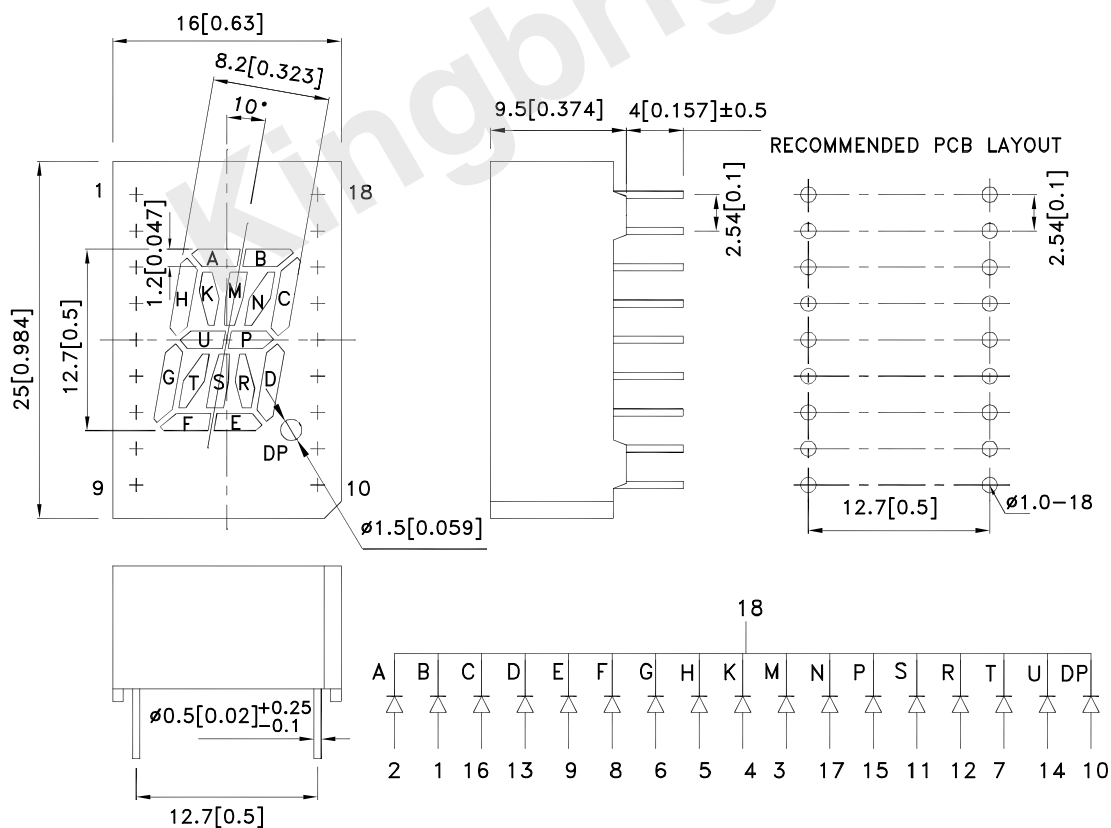 Kingbrig
16[0.63]
8.2[0.323]
10°
1 18
1.2[0.047]
12.7[0.5]
25[0.984]
A B
H K M N C
U P
G T S R D
F E
DP
9 10
ø1.5[0.059]
9.5[0.374] 4[0.157]±0.5
2.54[0.1]
RECOMMENDED PCB LAYOUT
2.54[0.1]
12.7[0.5] ø1.0-18
ø0.5[0.02]+0.25
-0.1
12.7[0.5]
18
A B C D E F G H K M N P S R T U DP
2 1 16 13 9 8 6 5 4 3 17 15 11 12 7 14 10